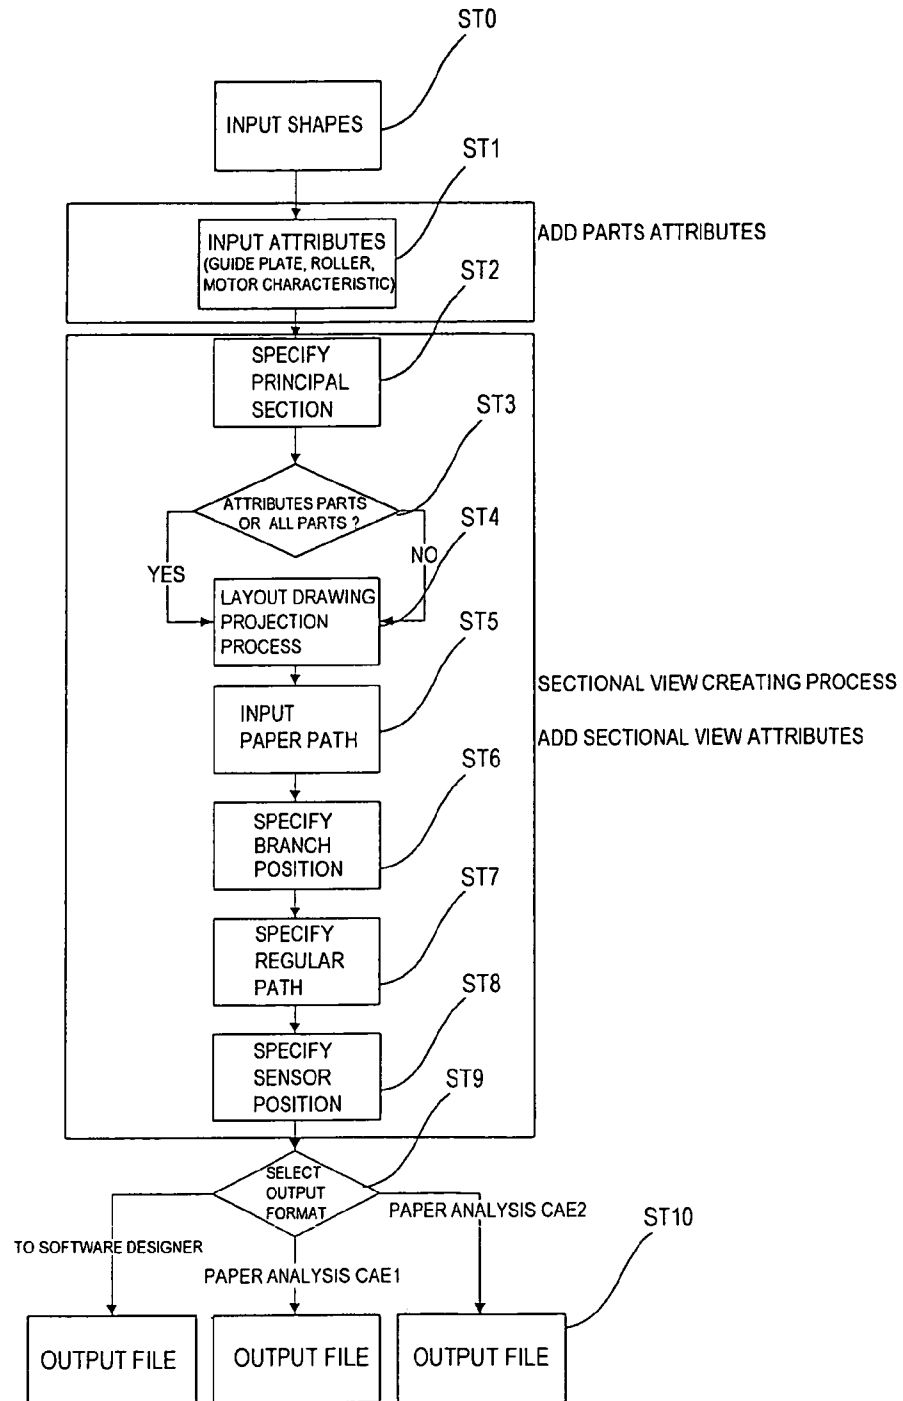 ST0
INPUT SHAPES
ST1
INPUT ATTRIBUTES
(GUIDE PLATE, ROLLER,
MOTOR CHARACTERISTIC)
ADD PARTS ATTRIBUTES
ST2
SPECIFY
PRINCIPAL
SECTION
ST3
ATTRIBUTES PARTS
OR ALL PARTS ?
ST4
YES
NO
LAYOUT DRAWING
PROJECTION
PROCESS
ST5
INPUT
PAPER PATH
SECTIONAL VIEW CREATING PROCESS
ADD SECTIONAL VIEW ATTRIBUTES
ST6
SPECIFY
BRANCH
POSITION
ST7
SPECIFY
REGULAR
PATH
ST8
SPECIFY
SENSOR
POSITION
ST9
SELECT
OUTPUT
FORMAT
TO SOFTWARE DESIGNER
PAPER ANALYSIS CAE1
PAPER ANALYSIS CAE2
ST10
OUTPUT FILE
OUTPUT FILE
OUTPUT FILE